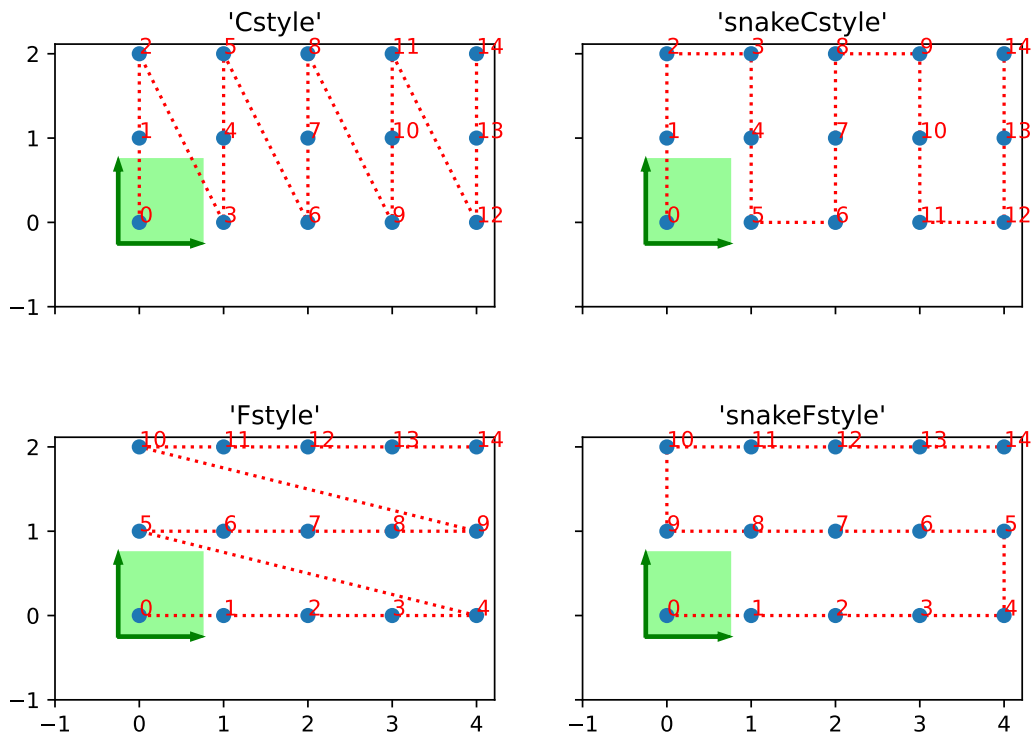 'Cstyle' 'snakeCstyle'
2 2 5 8 11 14 2 3 8 9 14
1 1 4 7 10 13 1 4 7 10 13
0 0 3 6 9 12 0 5 6 11 12
−1
'Fstyle' 'snakeFstyle'
2 10 11 12 13 14 10 11 12 13 14
1 5 6 7 8 9 9 8 7 6 5
0 0 1 2 3 4 0 1 2 3 4
−1
−1 0 1 2 3 4 −1 0 1 2 3 4